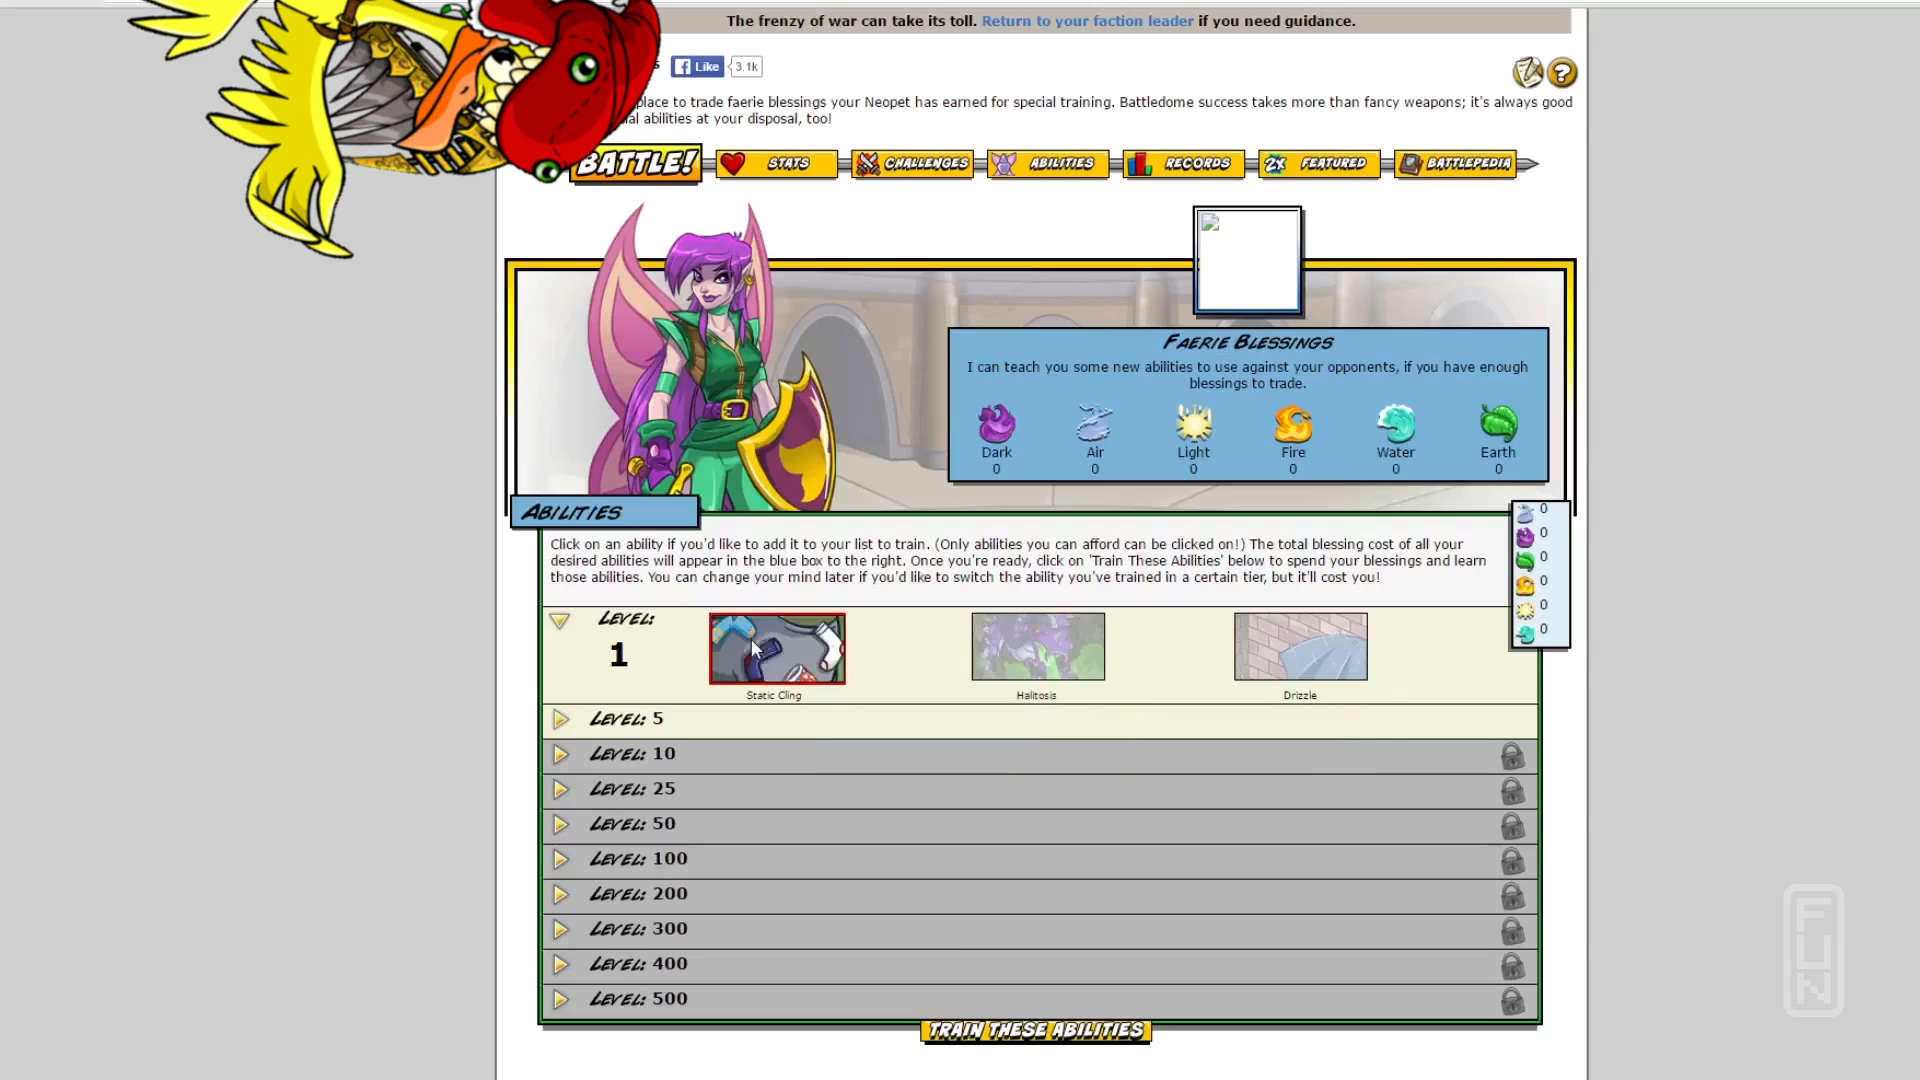 The frenzy of war can take its toll. Return to your faction leader if you need guidance.
s Like 3.1k
place to trade faerie blessings your Neopet has earned for special training. Battledome success takes more than fancy weapons; it's always good
al abilities at your disposal, too!
BATTLE! STATS CHALLENGES ABILITIES RECORDS 2x FEATURED BATTLEPEDIA
FAERIE BLESSINGS
I can teach you some new abilities to use against your opponents, if you have enough
blessings to trade.
Dark Air Light Fire Water Earth
0 0 0 0 0 0
ABILITIES
0
0
0
0
0
0
Click on an ability if you'd like to add it to your list to train. (Only abilities you can afford can be clicked on!) The total blessing cost of all your
desired abilities will appear in the blue box to the right. Once you're ready, click on 'Train These Abilities' below to spend your blessings and learn
those abilities. You can change your mind later if you'd like to switch the ability you've trained in a certain tier, but it'll cost you!
LEVEL:
1
Static Cling Halitosis Drizzle
LEVEL: 5
LEVEL: 10
LEVEL: 25
LEVEL: 50
LEVEL: 100
LEVEL: 200
LEVEL: 300
LEVEL: 400
LEVEL: 500
TRAIN THESE ABILITIES
FUN